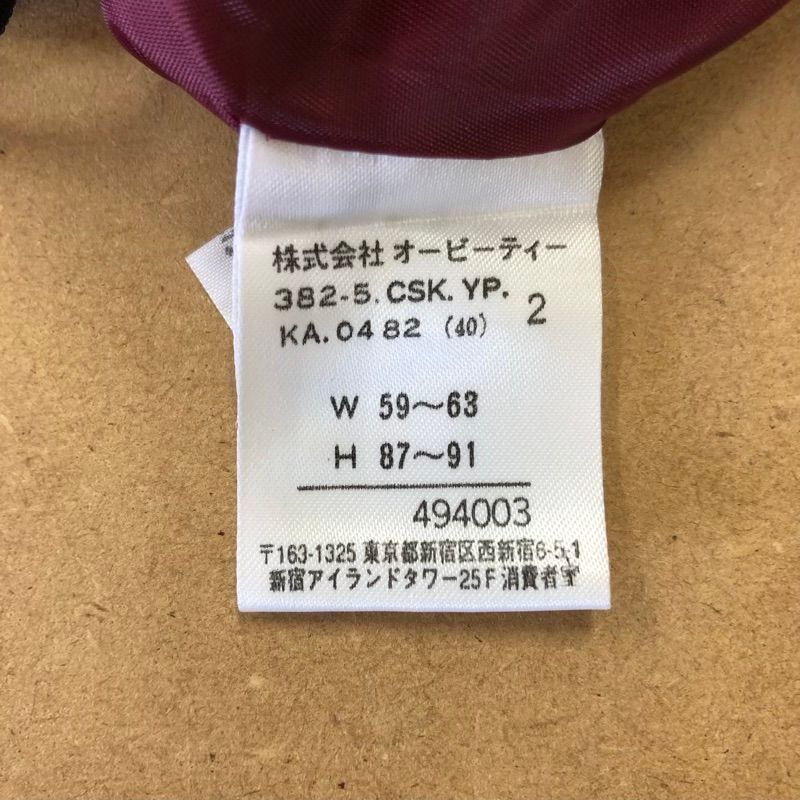 株式会社 オービーティー
382-5. CSK. YP.
KA. 0482 (40) 2
W 59〜63
H 87〜91
494003
〒163-1325 東京都新宿区西新宿6-5-1
新宿アイランドタワー25F 消費者室